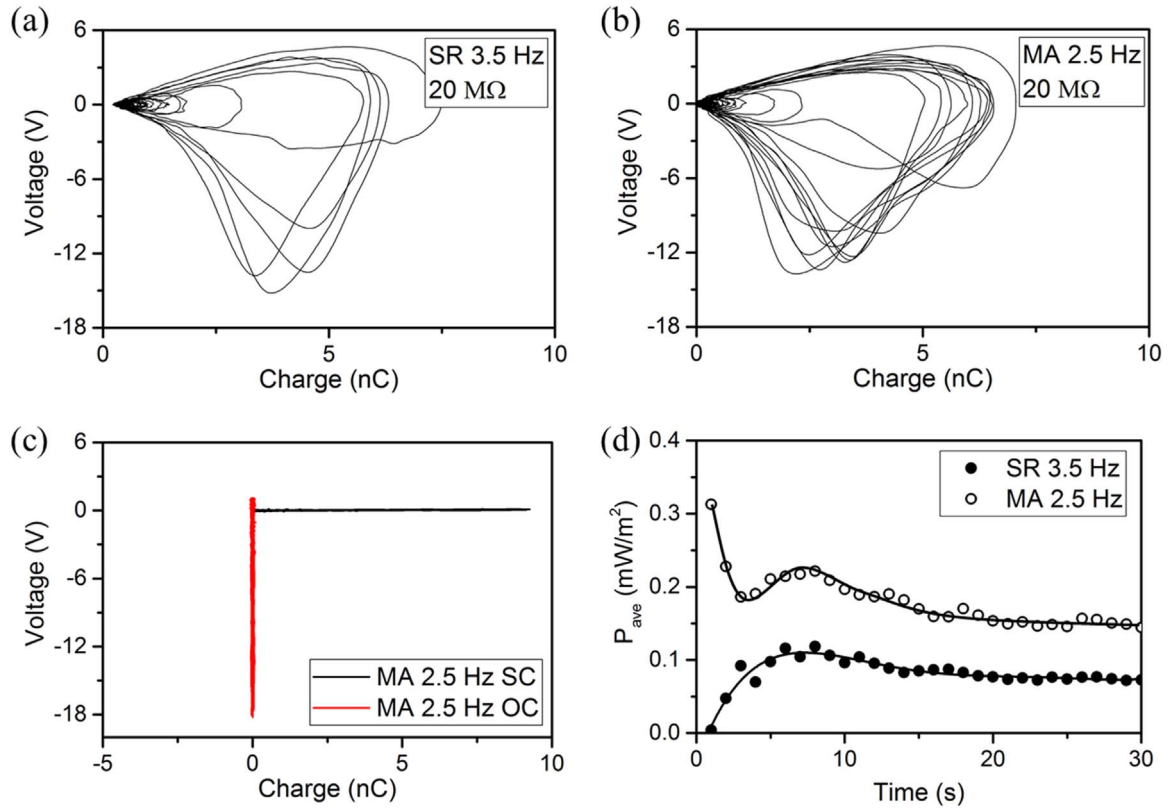 (a)
6
0
-6
-12
-18
Voltage (V)
SR 3.5 Hz
20 MΩ
0
5
10
Charge (nC)
(b)
6
0
-6
-12
-18
Voltage (V)
MA 2.5 Hz
20 MΩ
0
5
10
Charge (nC)
(c)
6
0
-6
-12
-18
Voltage (V)
MA 2.5 Hz SC
MA 2.5 Hz OC
-5
0
5
10
Charge (nC)
(d)
0.4
0.3
0.2
0.1
0.0
Pave (mW/m²)
SR 3.5 Hz
MA 2.5 Hz
0
10
20
30
Time (s)